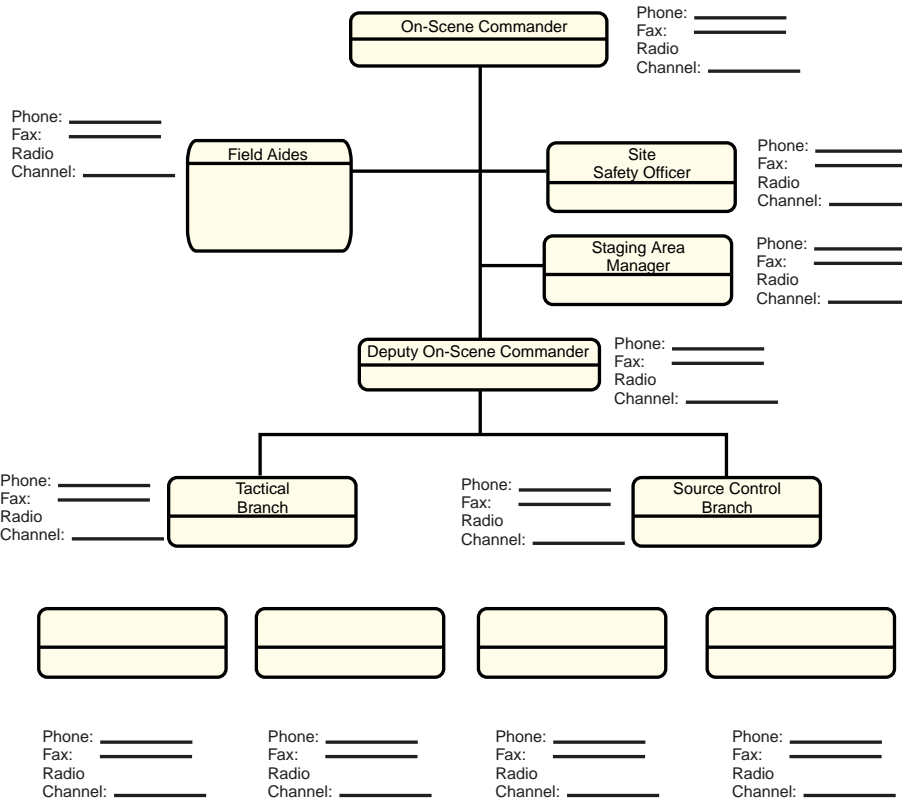 On-Scene Commander
Phone:
Fax:
Radio
Channel:
Phone:
Fax:
Radio
Channel:
Field Aides
Site
Safety Officer
Phone:
Fax:
Radio
Channel:
Staging Area
Manager
Phone:
Fax:
Radio
Channel:
Deputy On-Scene Commander
Phone:
Fax:
Radio
Channel:
Phone:
Fax:
Radio
Channel:
Tactical
Branch
Phone:
Fax:
Radio
Channel:
Source Control
Branch
Phone:
Fax:
Radio
Channel:
Phone:
Fax:
Radio
Channel:
Phone:
Fax:
Radio
Channel:
Phone:
Fax:
Radio
Channel: